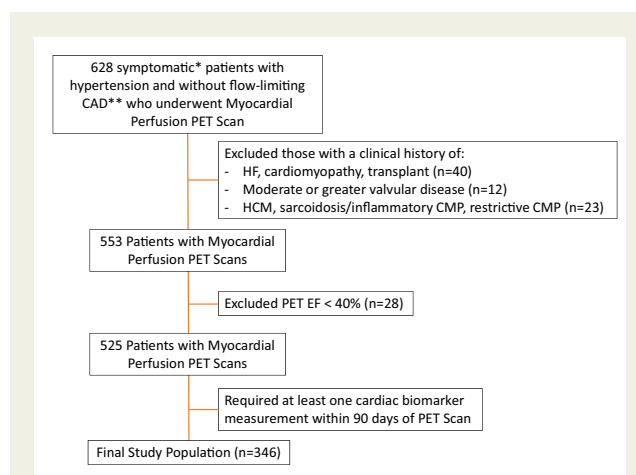 628 symptomatic* patients with
hypertension and without flow-limiting
CAD** who underwent Myocardial
Perfusion PET Scan
Excluded those with a clinical history of:
- HF, cardiomyopathy, transplant (n=40)
- Moderate or greater valvular disease (n=12)
- HCM, sarcoidosis/inflammatory CMP, restrictive CMP (n=23)
553 Patients with Myocardial
Perfusion PET Scans
Excluded PET EF < 40% (n=28)
525 Patients with Myocardial
Perfusion PET Scans
Required at least one cardiac biomarker
measurement within 90 days of PET Scan
Final Study Population (n=346)